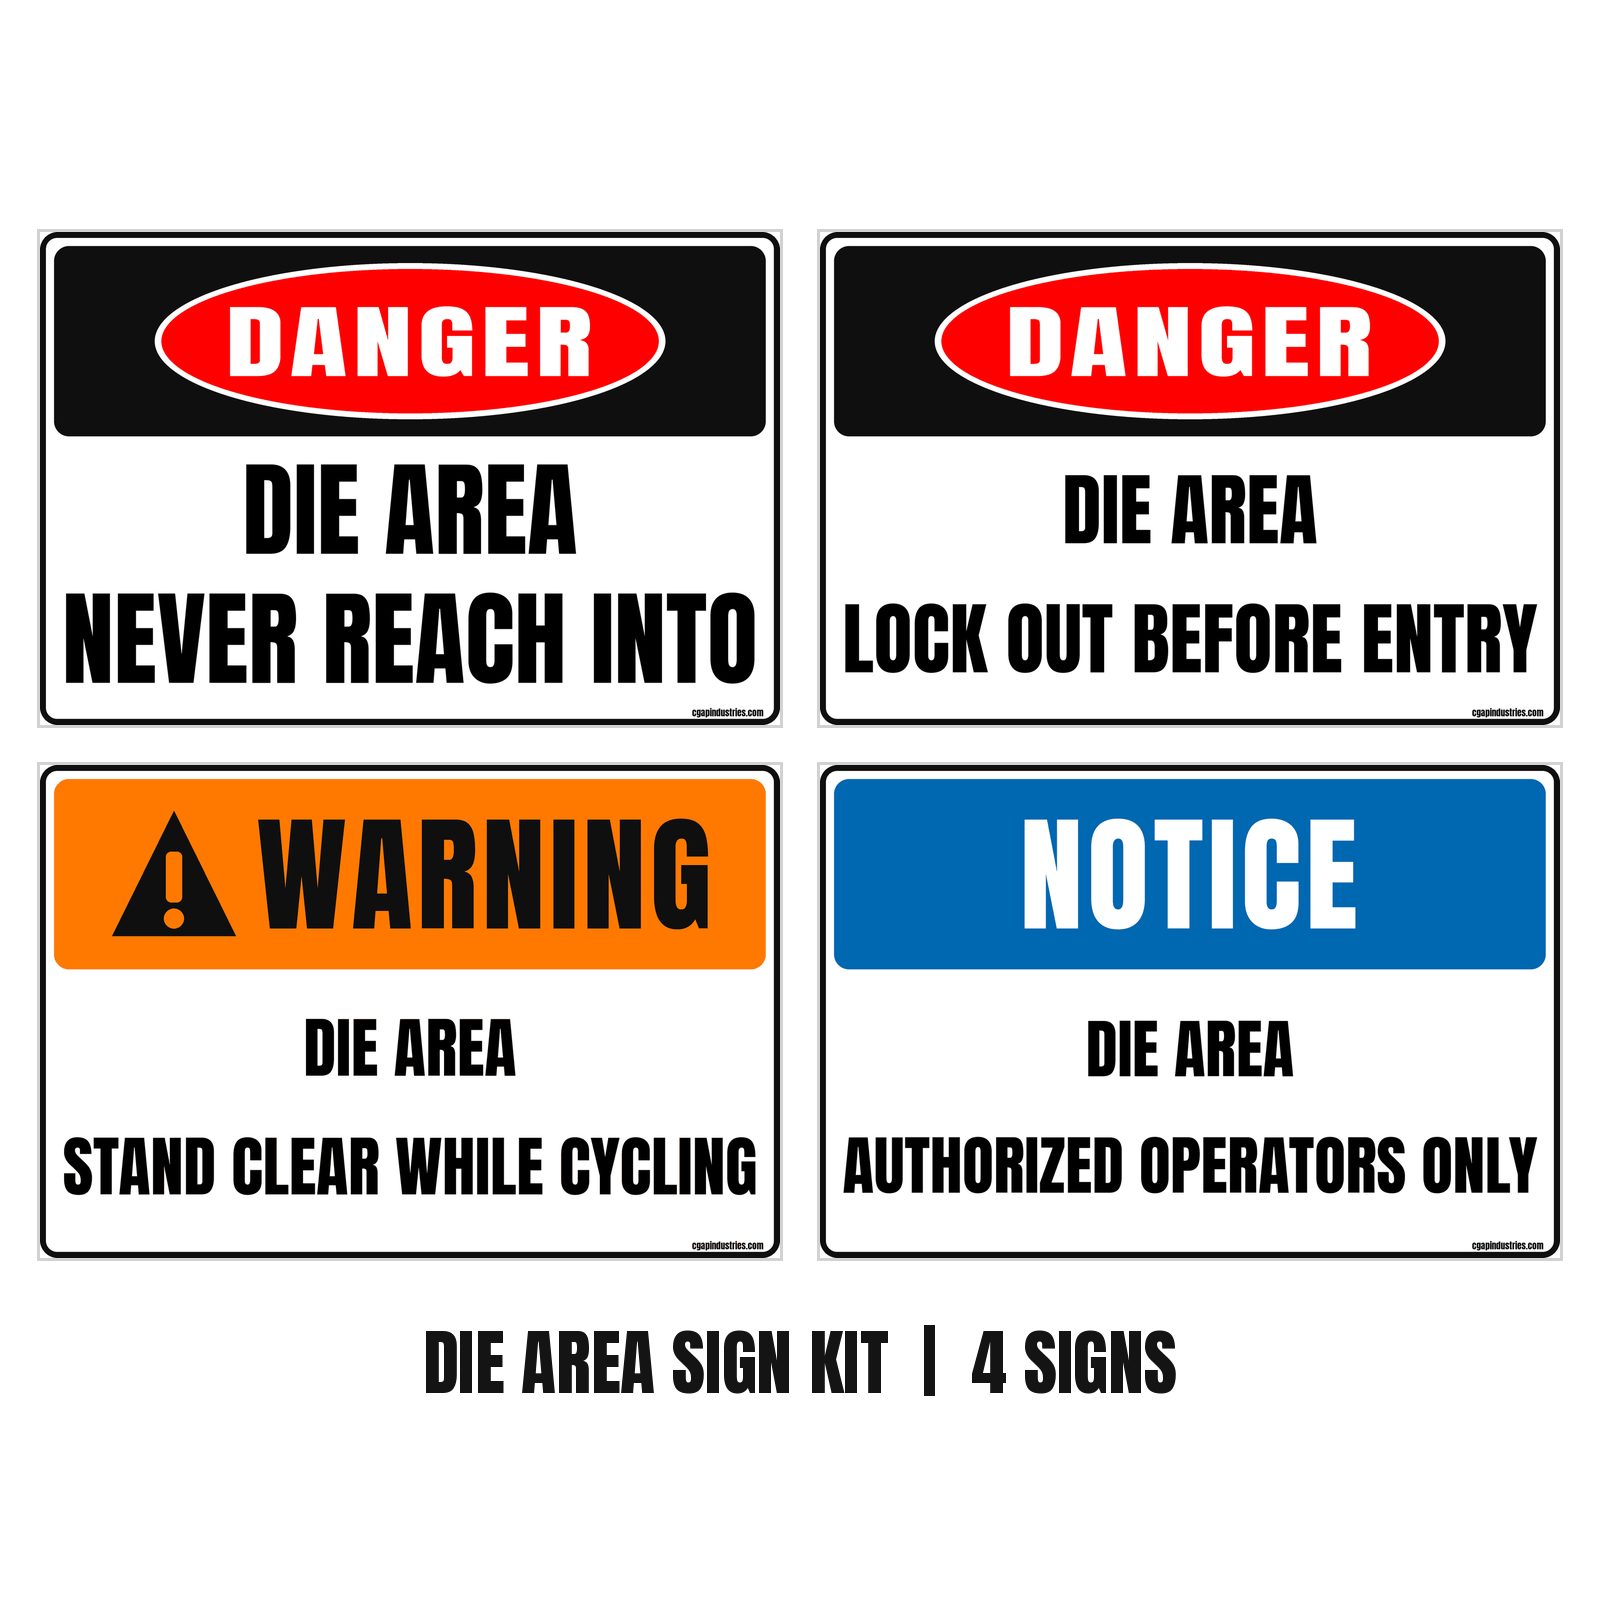 DANGER
DIE AREA
NEVER REACH INTO
cgapindustries.com
DANGER
DIE AREA
LOCK OUT BEFORE ENTRY
cgapindustries.com
WARNING
DIE AREA
STAND CLEAR WHILE CYCLING
cgapindustries.com
NOTICE
DIE AREA
AUTHORIZED OPERATORS ONLY
cgapindustries.com
DIE AREA SIGN KIT | 4 SIGNS